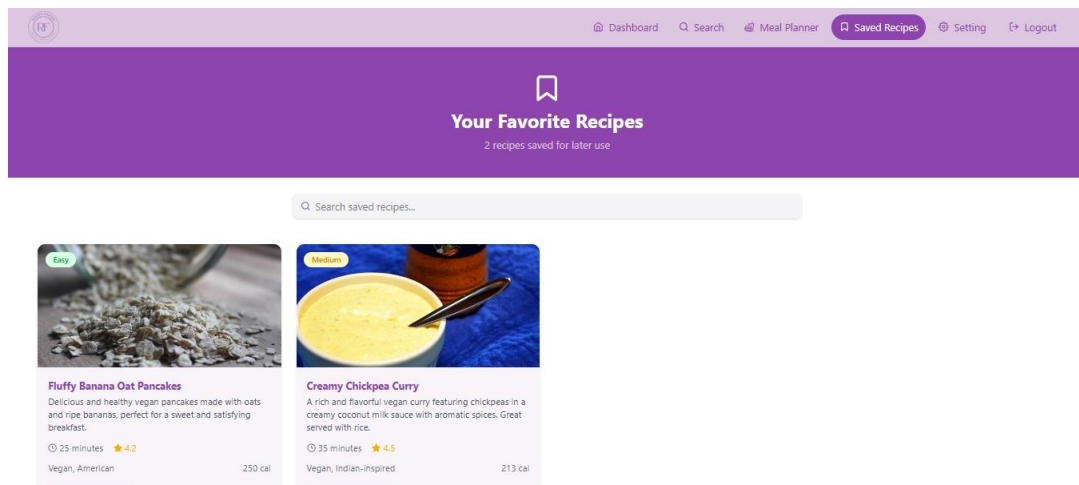 RF
Dashboard
Search
Meal Planner
Saved Recipes
Setting
Logout
Your Favorite Recipes
2 recipes saved for later use
Search saved recipes...
Easy
Fluffy Banana Oat Pancakes
Delicious and healthy vegan pancakes made with oats
and ripe bananas, perfect for a sweet and satisfying
breakfast.
25 minutes 4.2
Vegan, American 250 cal
Medium
Creamy Chickpea Curry
A rich and flavorful vegan curry featuring chickpeas in a
creamy coconut milk sauce with aromatic spices. Great
served with rice.
35 minutes 4.5
Vegan, Indian-inspired 213 cal